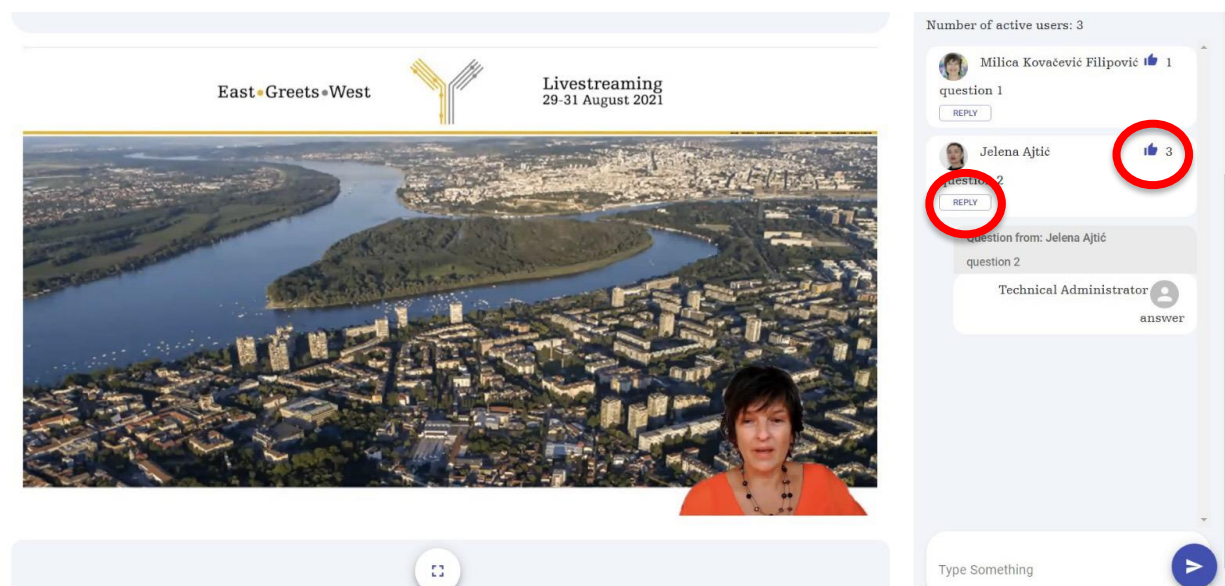 East•Greets•West
Livestreaming
29-31 August 2021
Number of active users: 3
Milica Kovačević Filipović 1
question 1
REPLY
Jelena Ajtić 3
question 2
REPLY
Question from: Jelena Ajtić
question 2
Technical Administrator
answer
Type Something